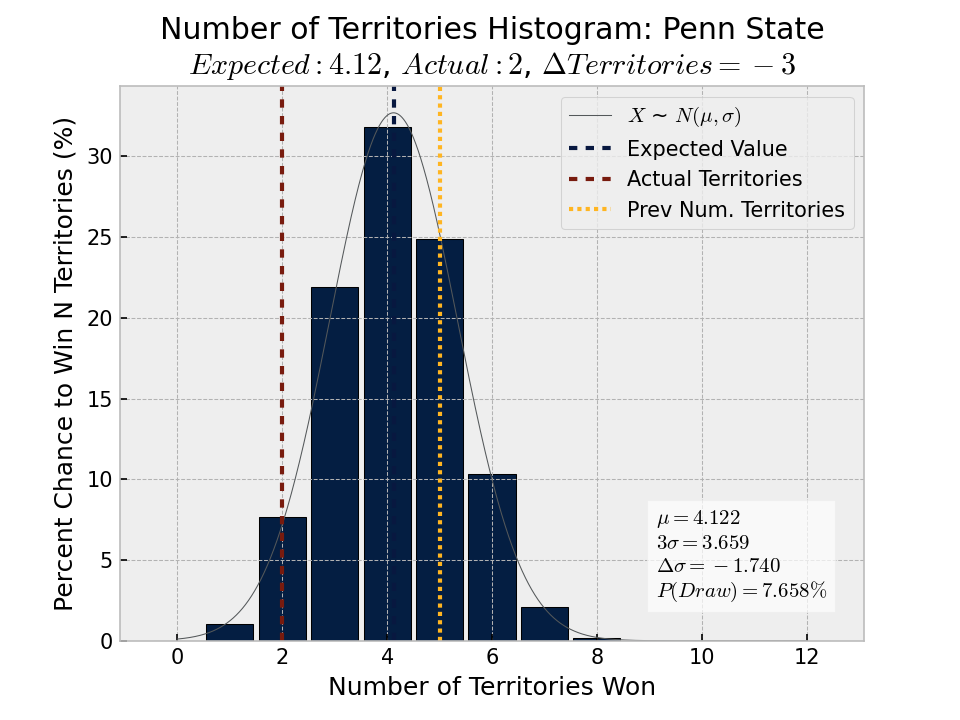 Number of Territories Histogram: Penn State
Expected : 4.12, Actual : 2, ΔTerritories = −3
Percent Chance to Win N Territories (%)
30
25
20
15
10
5
0
X ∼ N(μ, σ)
Expected Value
Actual Territories
Prev Num. Territories
μ = 4.122
3σ = 3.659
Δσ = −1.740
P(Draw) = 7.658%
0 2 4 6 8 10 12
Number of Territories Won